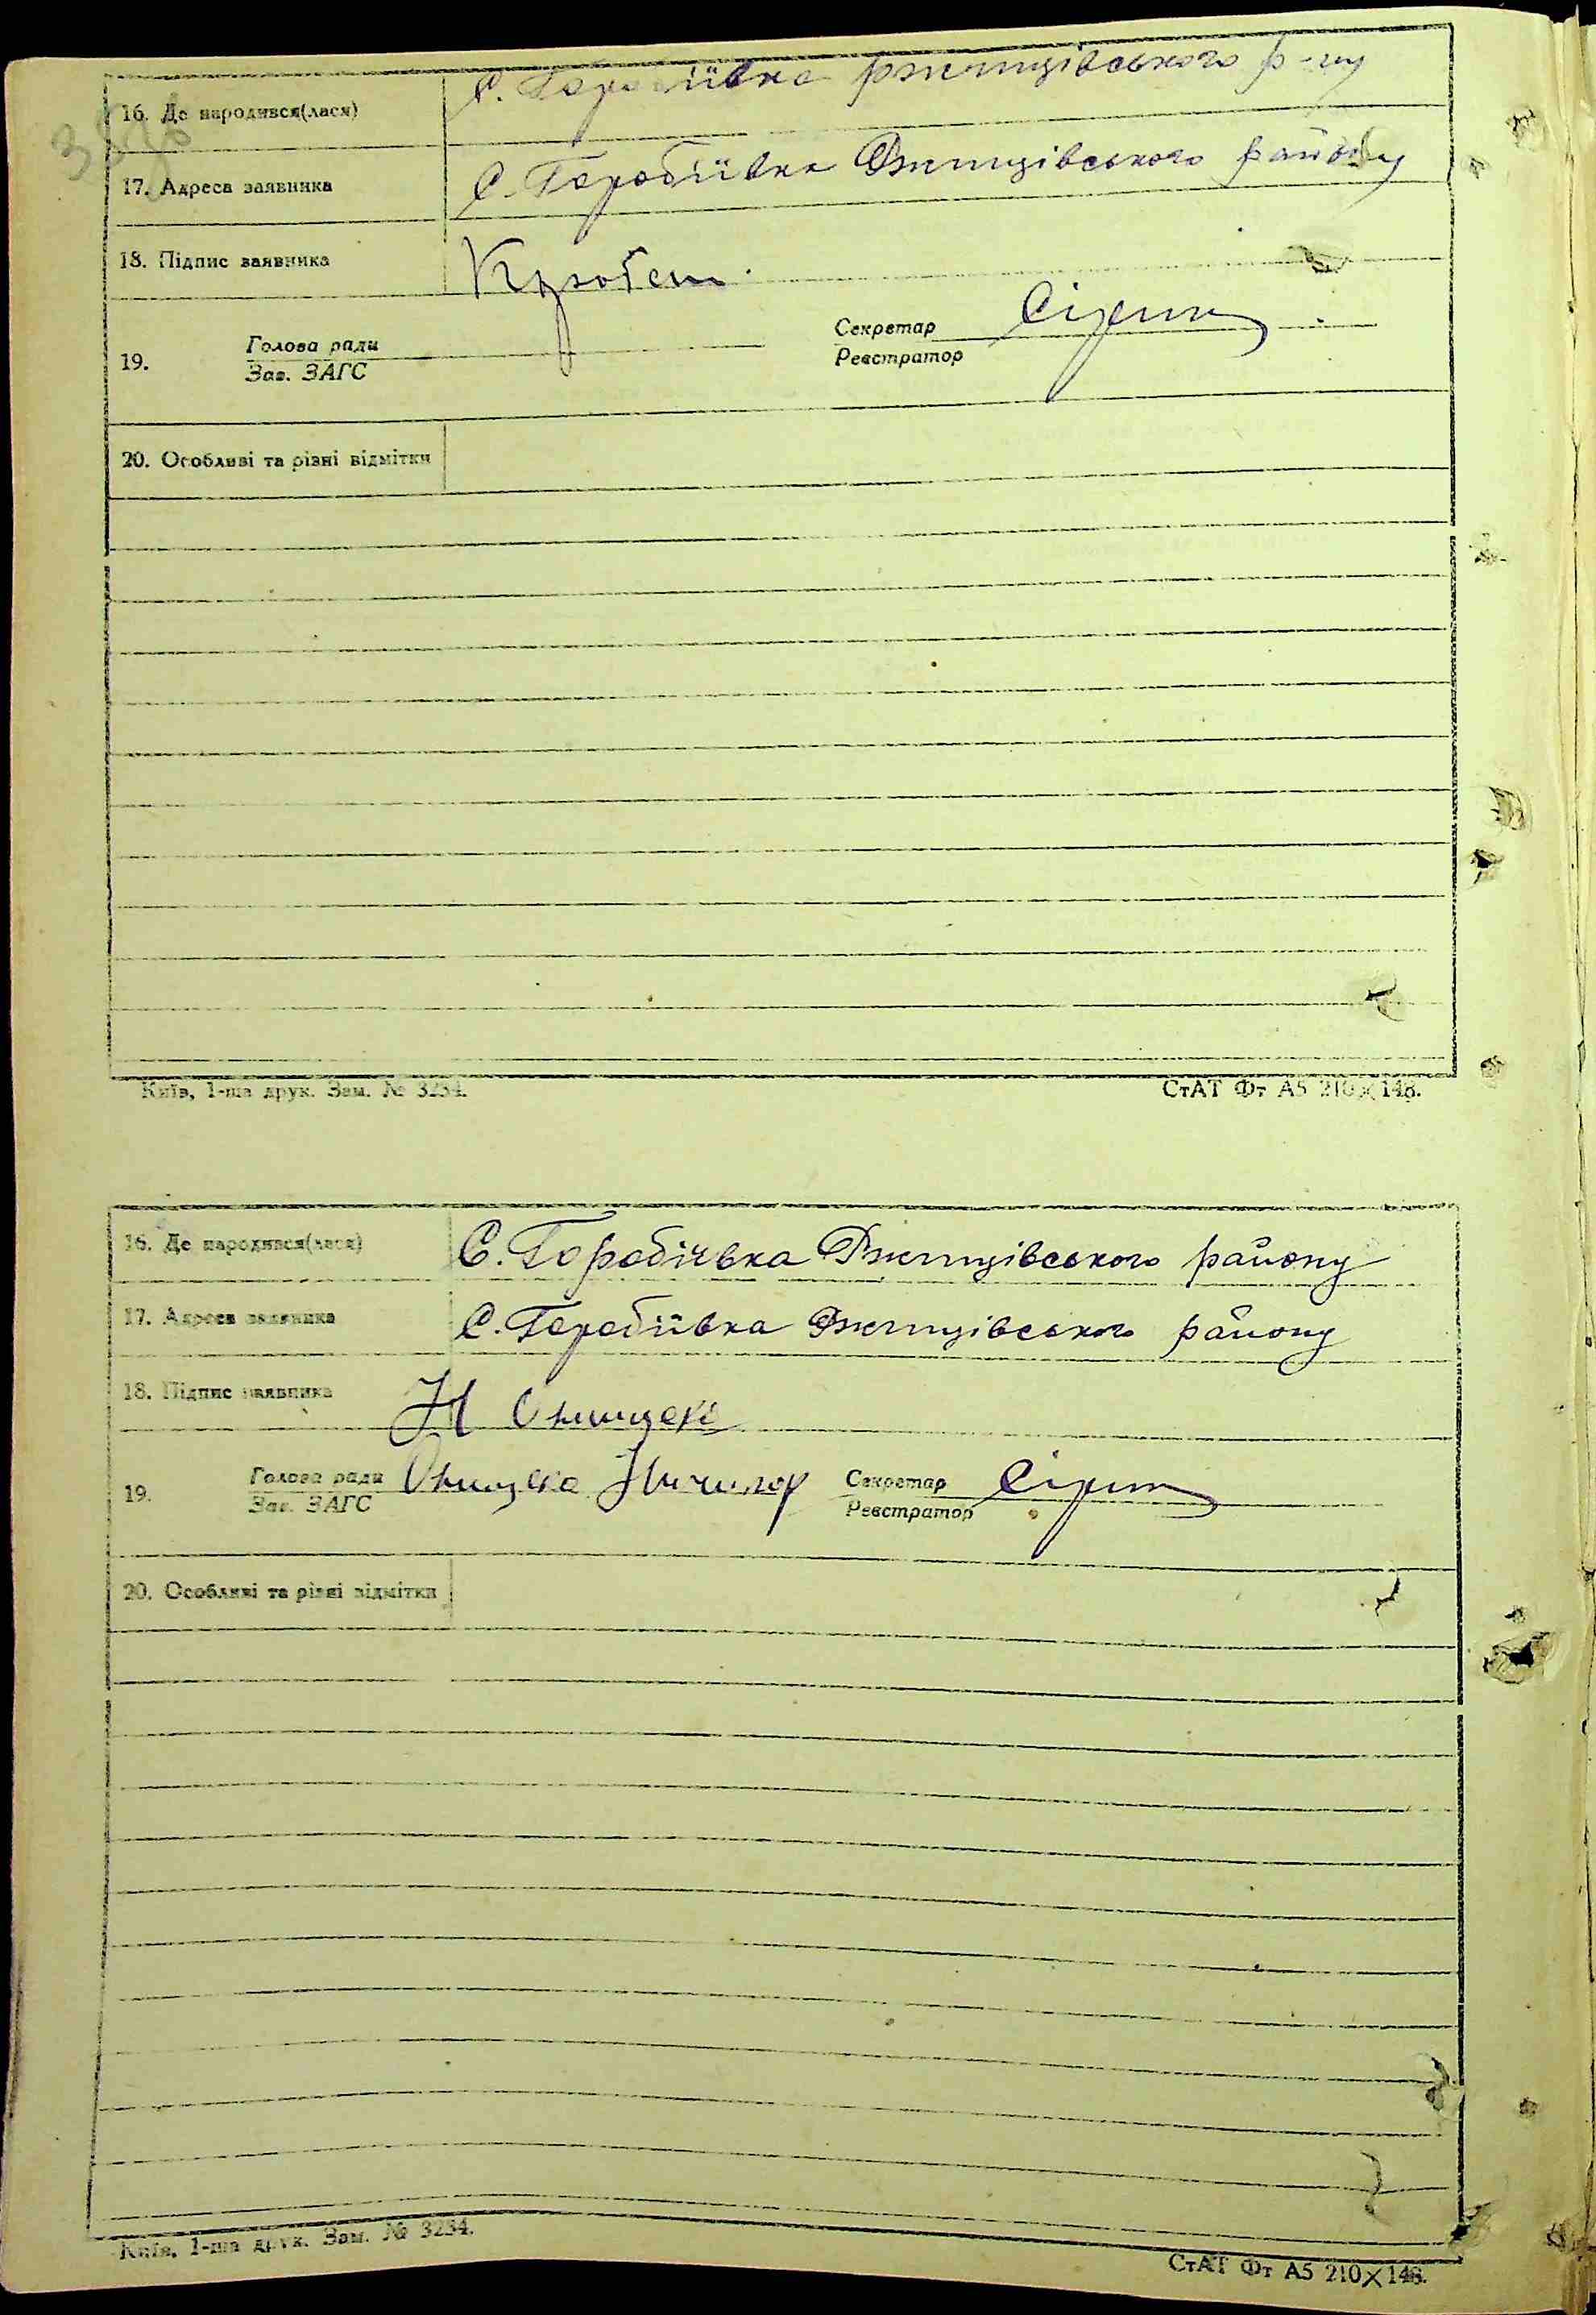 16. Де народився(лася) С. Горобіївка Ржищівського р-ну
17. Адреса заявника С. Горобіївка Ржищівського району
18. Підпис заявника
Голова ради Секретар
19.
Зав. ЗАГС Реєстратор
20. Особливі та різні відмітки
Київ, 1-ша друк. Зам. № 3234. СтАТ Фт А5 210×148.
16. Де народився(лася) С. Горобіївка Ржищівського району
17. Адреса заявника С. Горобіївка Ржищівського району
18. Підпис заявника Н
Голова ради Секретар
19.
Зав. ЗАГС Реєстратор
20. Особливі та різні відмітки
Київ, 1-ша друк. Зам. № 3234.
СтАТ Фт А5 210×148.